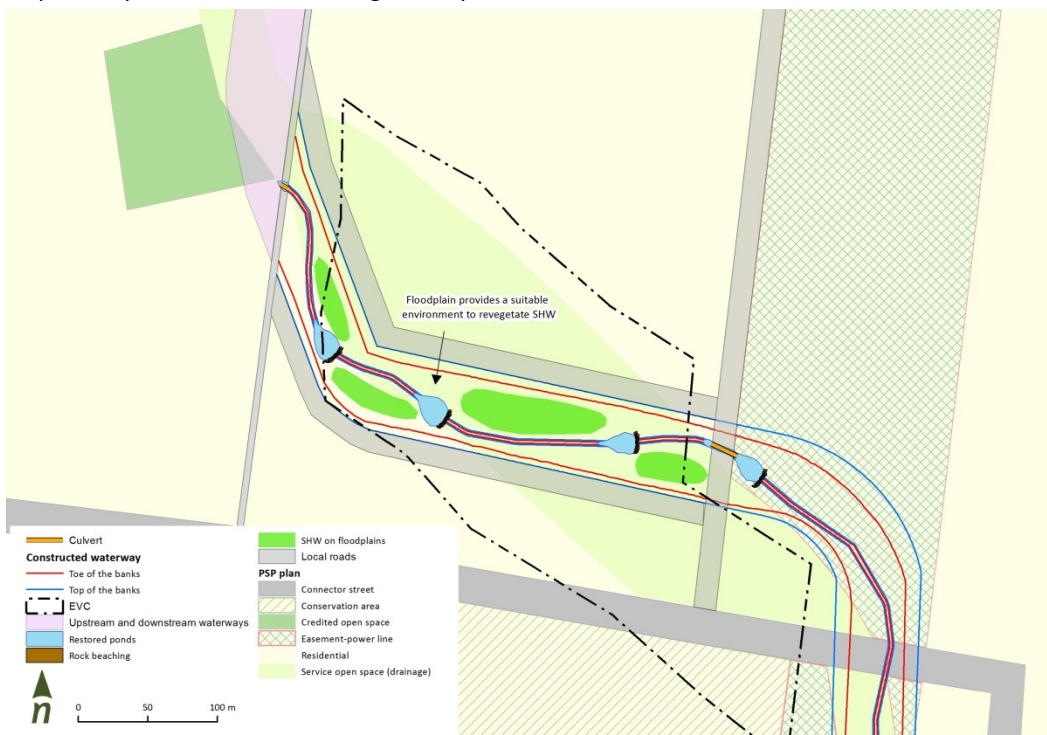 Floodplain provides a suitable
environment to revegetate SHW
Culvert
Constructed waterway
Toe of the banks
Top of the banks
EVC
Upstream and downstream waterways
Restored ponds
Rock beaching
SHW on floodplains
Local roads
PSP plan
Connector street
Conservation area
Credited open space
Easement-power line
Residential
Service open space (drainage)
n
0 50 100 m